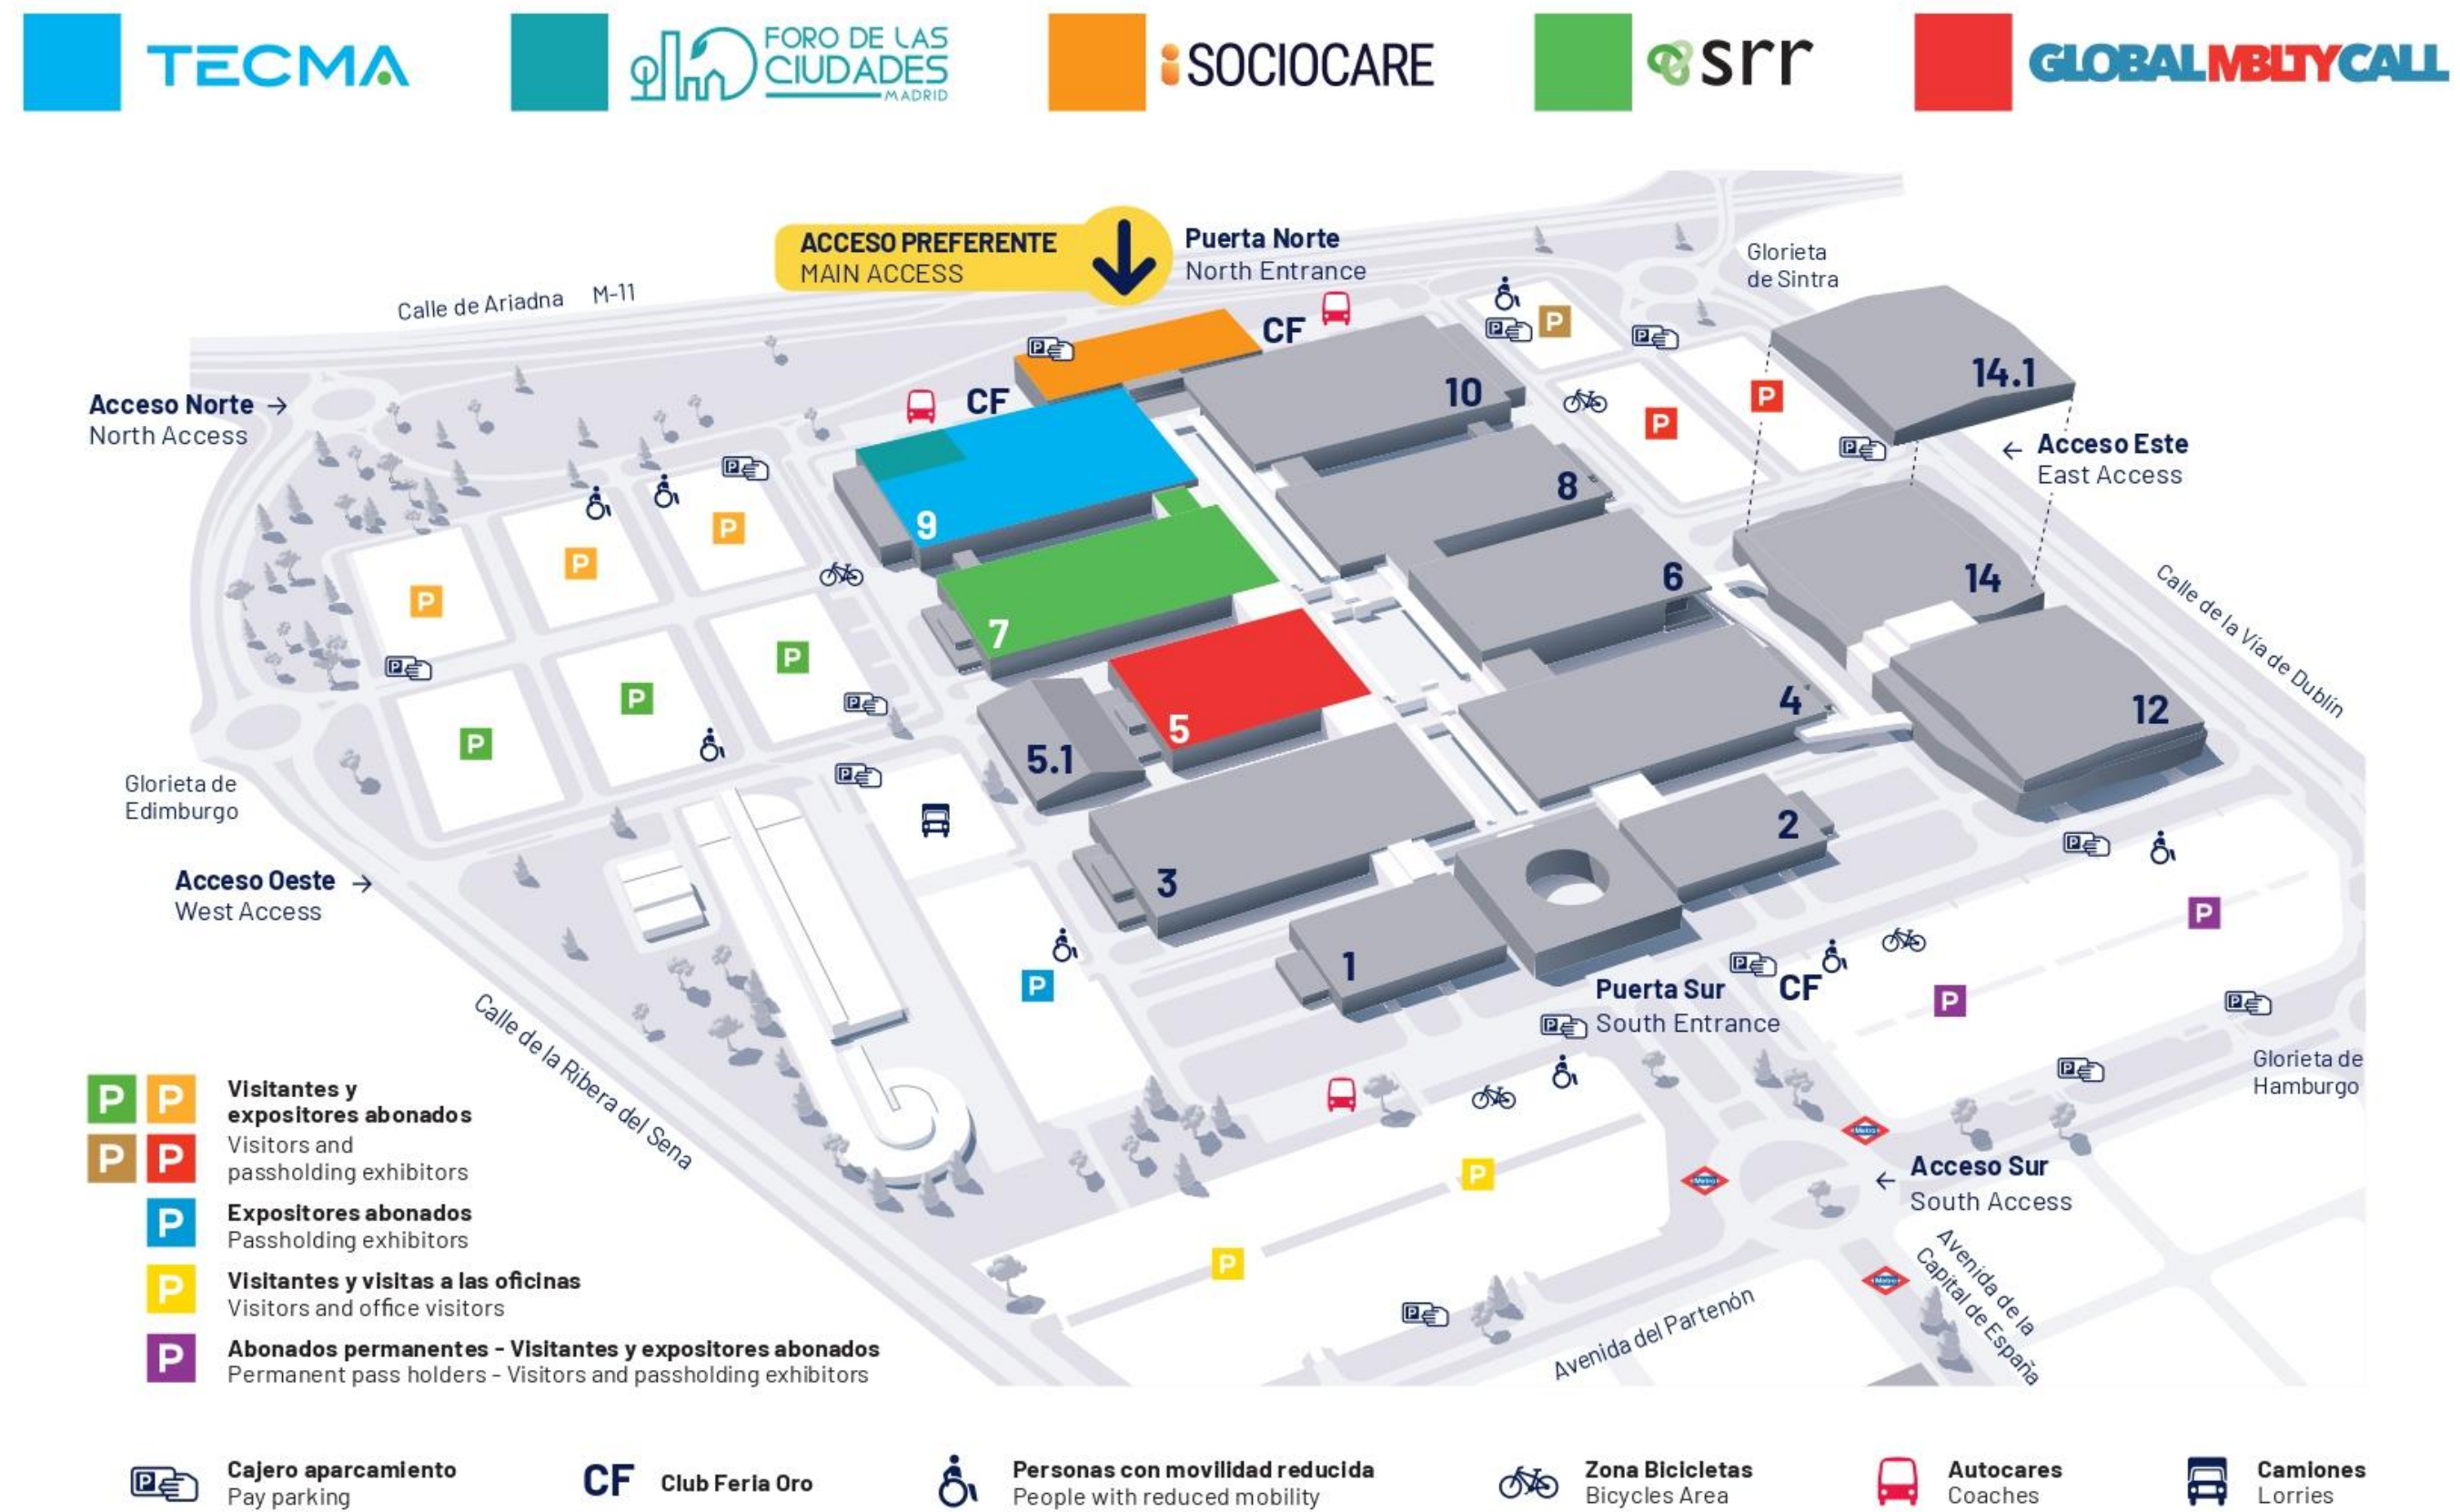 TECMA
FORO DE LAS
CIUDADES
MADRID
iSOCIOCARE
srr
GLOBALMBLTYCALL
ACCESO PREFERENTE
MAIN ACCESS
Puerta Norte
North Entrance
Glorieta
de Sintra
Calle de Ariadna M-11
CF
P
P
14.1
10
P
P
Acceso Norte →
North Access
CF
← Acceso Este
East Access
P
P
8
9
P
P
P
6
14
Calle de la Vía de Dublín
7
P
P
P
P
P
4
12
5
5.1
Glorieta de
Edimburgo
P
2
P
Acceso Oeste →
West Access
3
P
1
P
P
CF
P
Puerta Sur
South Entrance
P
P
Calle de la Ribera del Sena
Glorieta de
Hamburgo
P
Metro
Acceso Sur
← South Access
Metro
P
P
Metro
Avenida de la
Capital de España
Avenida del Partenón
P
P P
Visitantes y
expositores abonados
P P
Visitors and
passholding exhibitors
P
Expositores abonados
Passholding exhibitors
P
Visitantes y visitas a las oficinas
Visitors and office visitors
P
Abonados permanentes - Visitantes y expositores abonados
Permanent pass holders - Visitors and passholding exhibitors
P
Cajero aparcamiento
Pay parking
CF
Club Feria Oro
Personas con movilidad reducida
People with reduced mobility
Zona Bicicletas
Bicycles Area
Autocares
Coaches
Camiones
Lorries